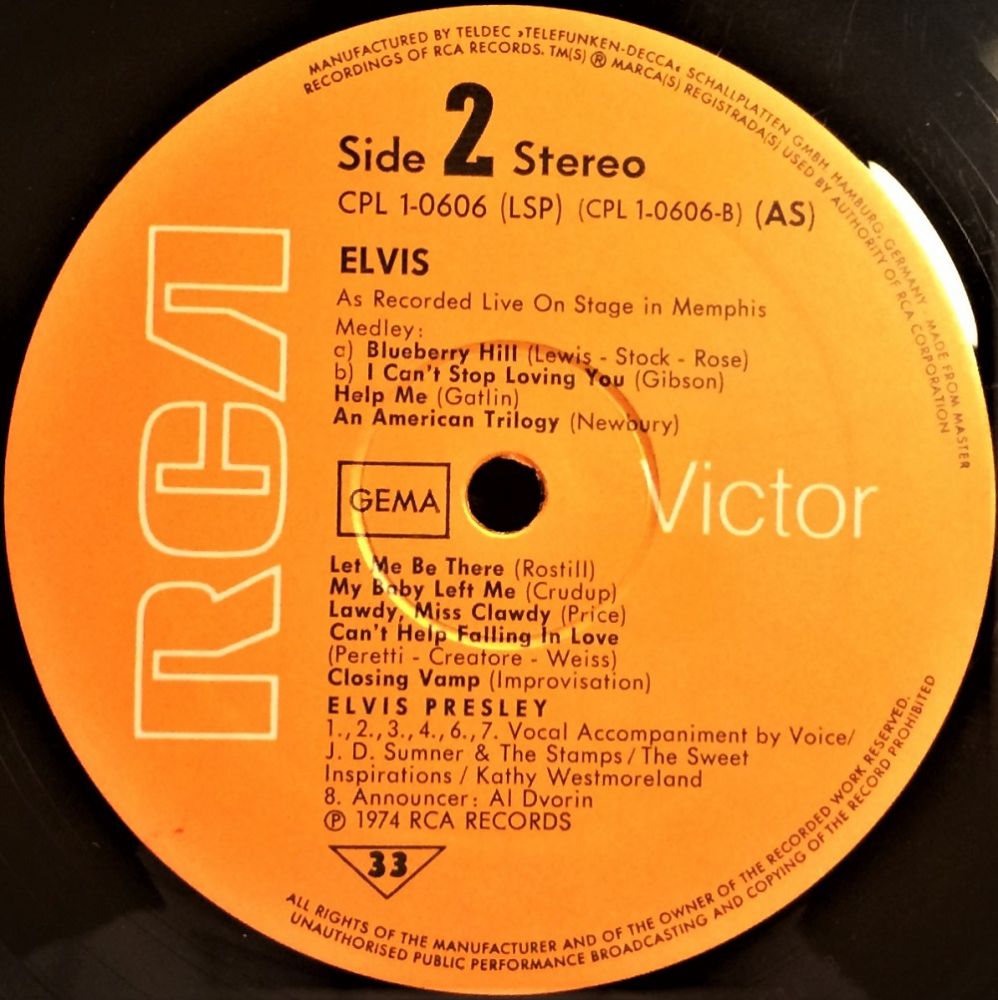 MANUFACTURED BY TELDEC »TELEFUNKEN-DECCA« SCHALLPLATTEN GMBH, HAMBURG, GERMANY · MADE FROM MASTER
RECORDINGS OF RCA RECORDS. TM(S) ® MARCA(S) REGISTRADA(S) USED BY AUTHORITY OF RCA CORPORATION
Side 2 Stereo
CPL 1-0606 (LSP) (CPL 1-0606-B) (AS)
ELVIS
As Recorded Live On Stage in Memphis
Medley:
a) Blueberry Hill (Lewis - Stock - Rose)
b) I Can't Stop Loving You (Gibson)
Help Me (Gatlin)
An American Trilogy (Newbury)
RCA
GEMA
Victor
Let Me Be There (Rostill)
My Baby Left Me (Crudup)
Lawdy, Miss Clawdy (Price)
Can't Help Falling In Love
(Peretti - Creatore - Weiss)
Closing Vamp (Improvisation)
ELVIS PRESLEY
1.,2.,3.,4.,6.,7. Vocal Accompaniment by Voice/
J. D. Sumner & The Stamps/The Sweet
Inspirations / Kathy Westmoreland
8. Announcer: Al Dvorin
℗ 1974 RCA RECORDS
33
ALL RIGHTS OF THE MANUFACTURER AND OF THE OWNER OF THE RECORDED WORK RESERVED.
UNAUTHORISED PUBLIC PERFORMANCE BROADCASTING AND COPYING OF THE RECORD PROHIBITED